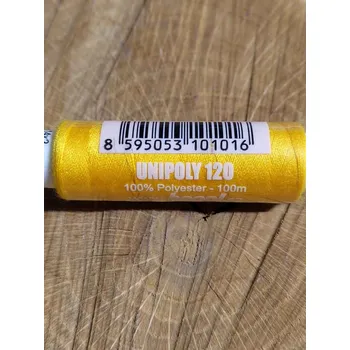 8 595053 101016
UNIPOLY 120
100% Polyester - 100m